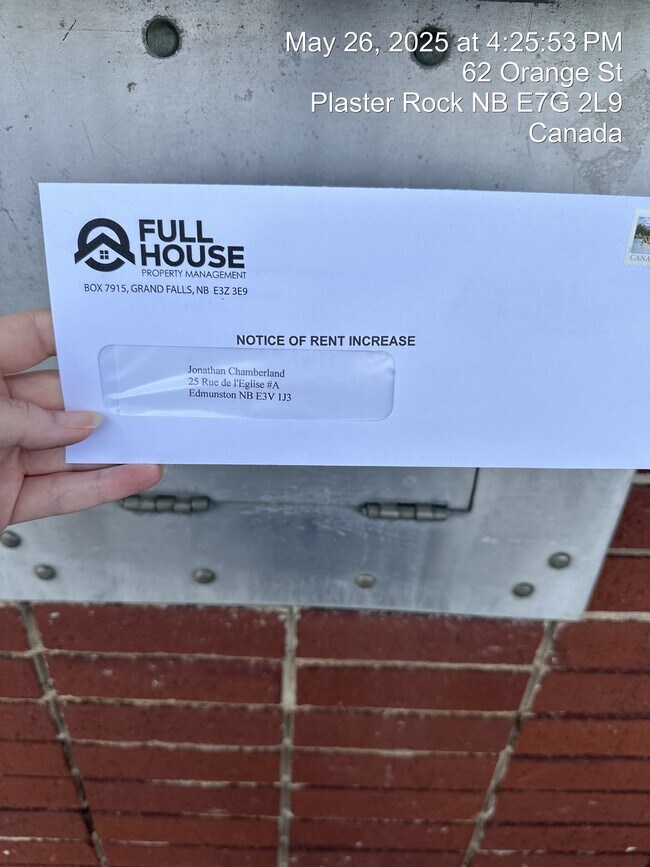 May 26, 2025 at 4:25:53 PM
62 Orange St
Plaster Rock NB E7G 2L9
Canada
FULL
HOUSE
PROPERTY MANAGEMENT
BOX 7915, GRAND FALLS, NB E3Z 3E9
CANA
NOTICE OF RENT INCREASE
Jonathan Chamberland
25 Rue de l'Eglise #A
Edmunston NB E3V 1J3